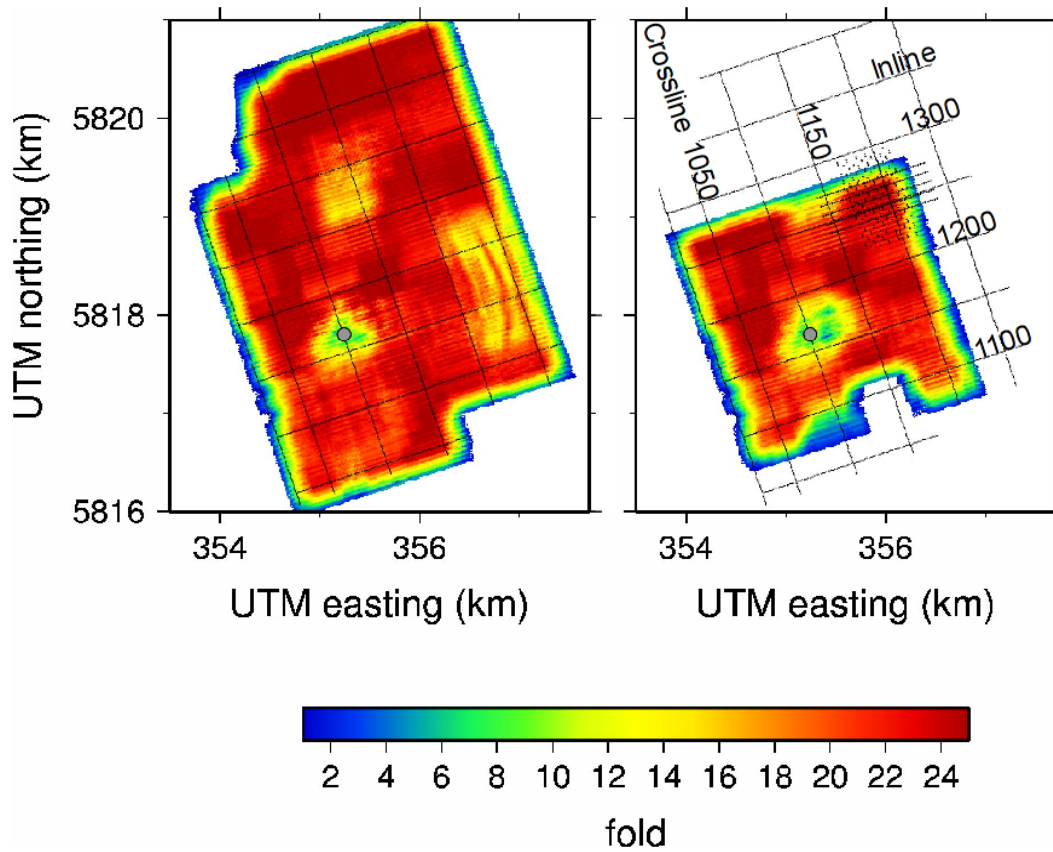 5820
5818
5816
UTM northing (km)
354
356
UTM easting (km)
Crossline
Inline
1050
1150
1300
1200
1100
354
356
UTM easting (km)
2 4 6 8 10 12 14 16 18 20 22 24
fold